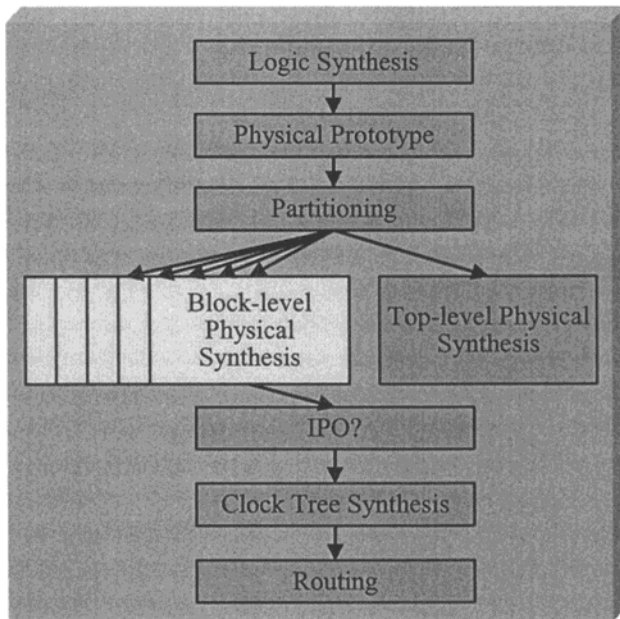 Logic Synthesis
Physical Prototype
Partitioning
Block-level
Physical
Synthesis
Top-level Physical
Synthesis
IPO?
Clock Tree Synthesis
Routing